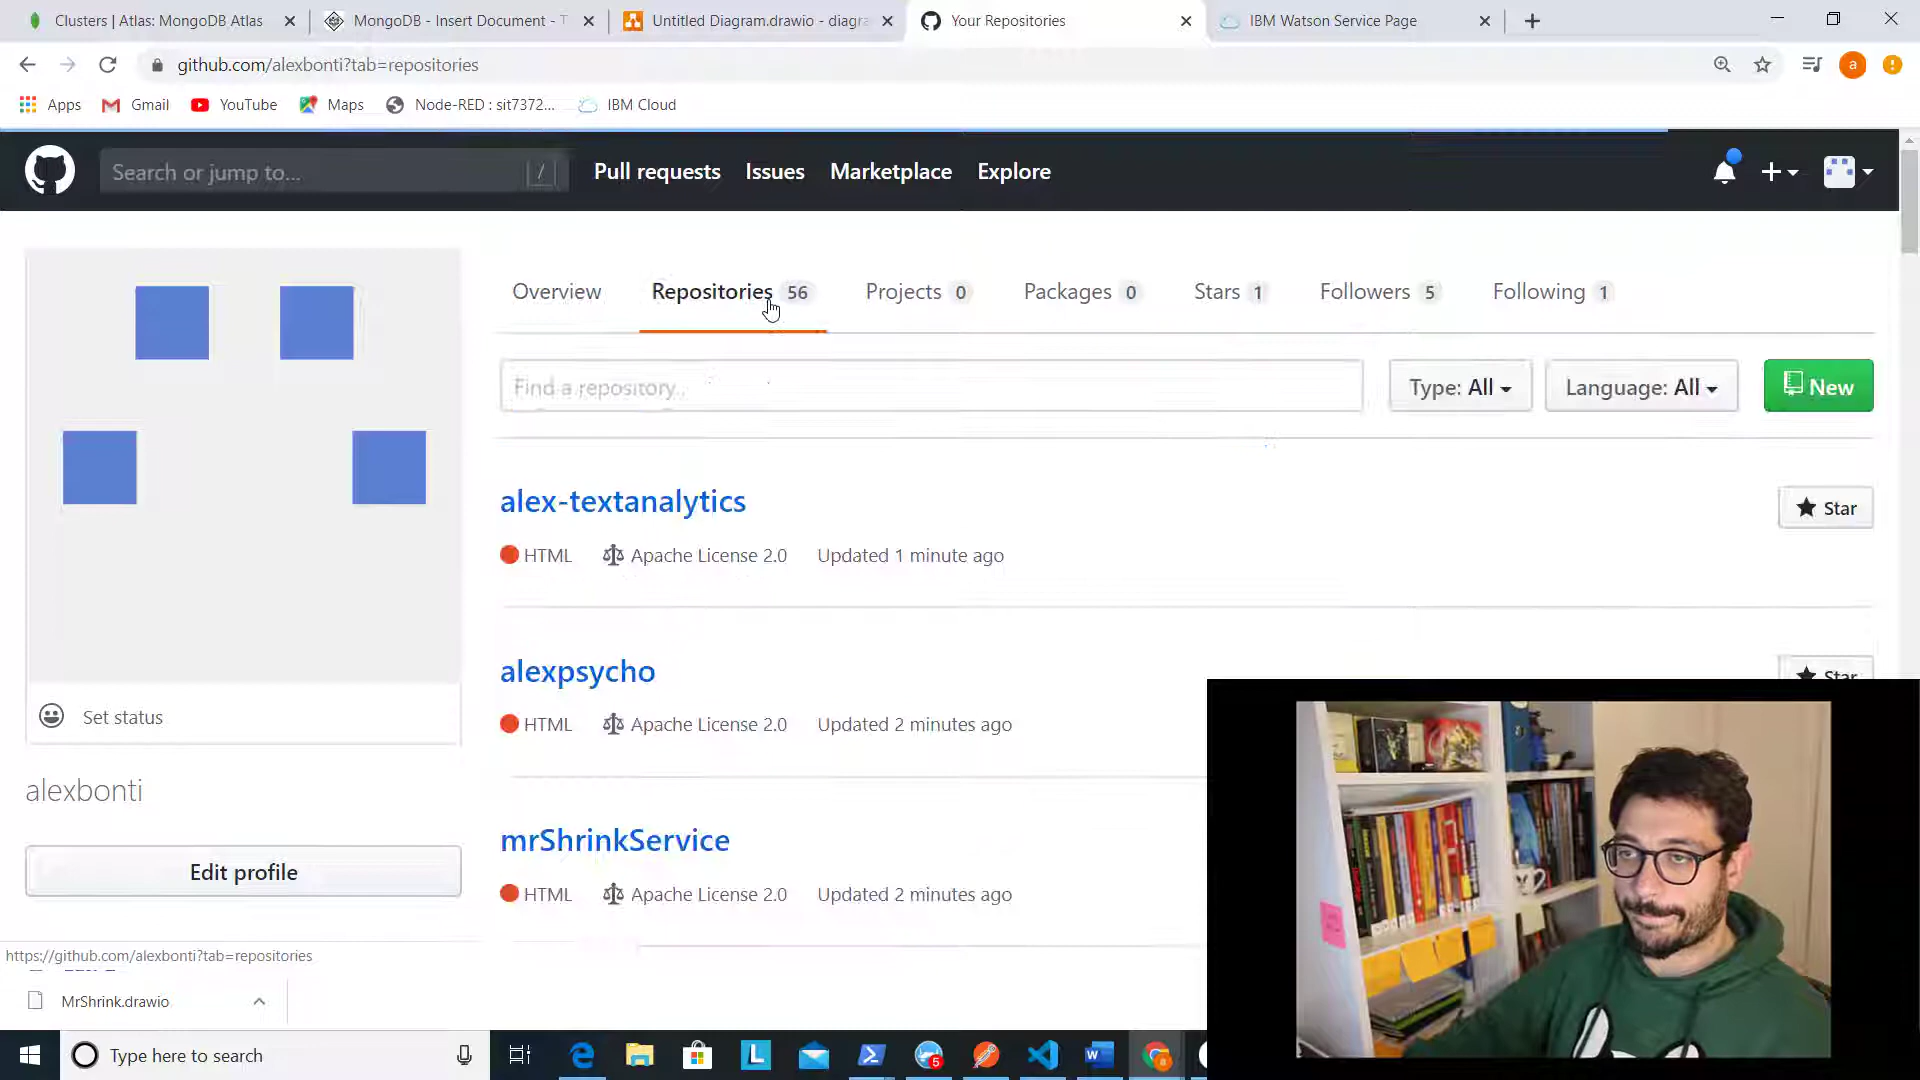 Clusters | Atlas: MongoDB Atlas
MongoDB - Insert Document - T
Untitled Diagram.drawio - diagra
Your Repositories
IBM Watson Service Page
github.com/alexbonti?tab=repositories
a
Apps
Gmail
YouTube
Maps
Node-RED : sit7372...
IBM Cloud
Search or jump to...
/
Pull requests
Issues
Marketplace
Explore
Overview
Repositories 56
Projects 0
Packages 0
Stars 1
Followers 5
Following 1
Find a repository...
Type: All
Language: All
New
alex-textanalytics
Star
HTML
Apache License 2.0
Updated 1 minute ago
alexpsycho
Star
HTML
Apache License 2.0
Updated 2 minutes ago
Set status
alexbonti
mrShrinkService
HTML
Apache License 2.0
Updated 2 minutes ago
Edit profile
https://github.com/alexbonti?tab=repositories
MrShrink.drawio
Type here to search
L
5
a